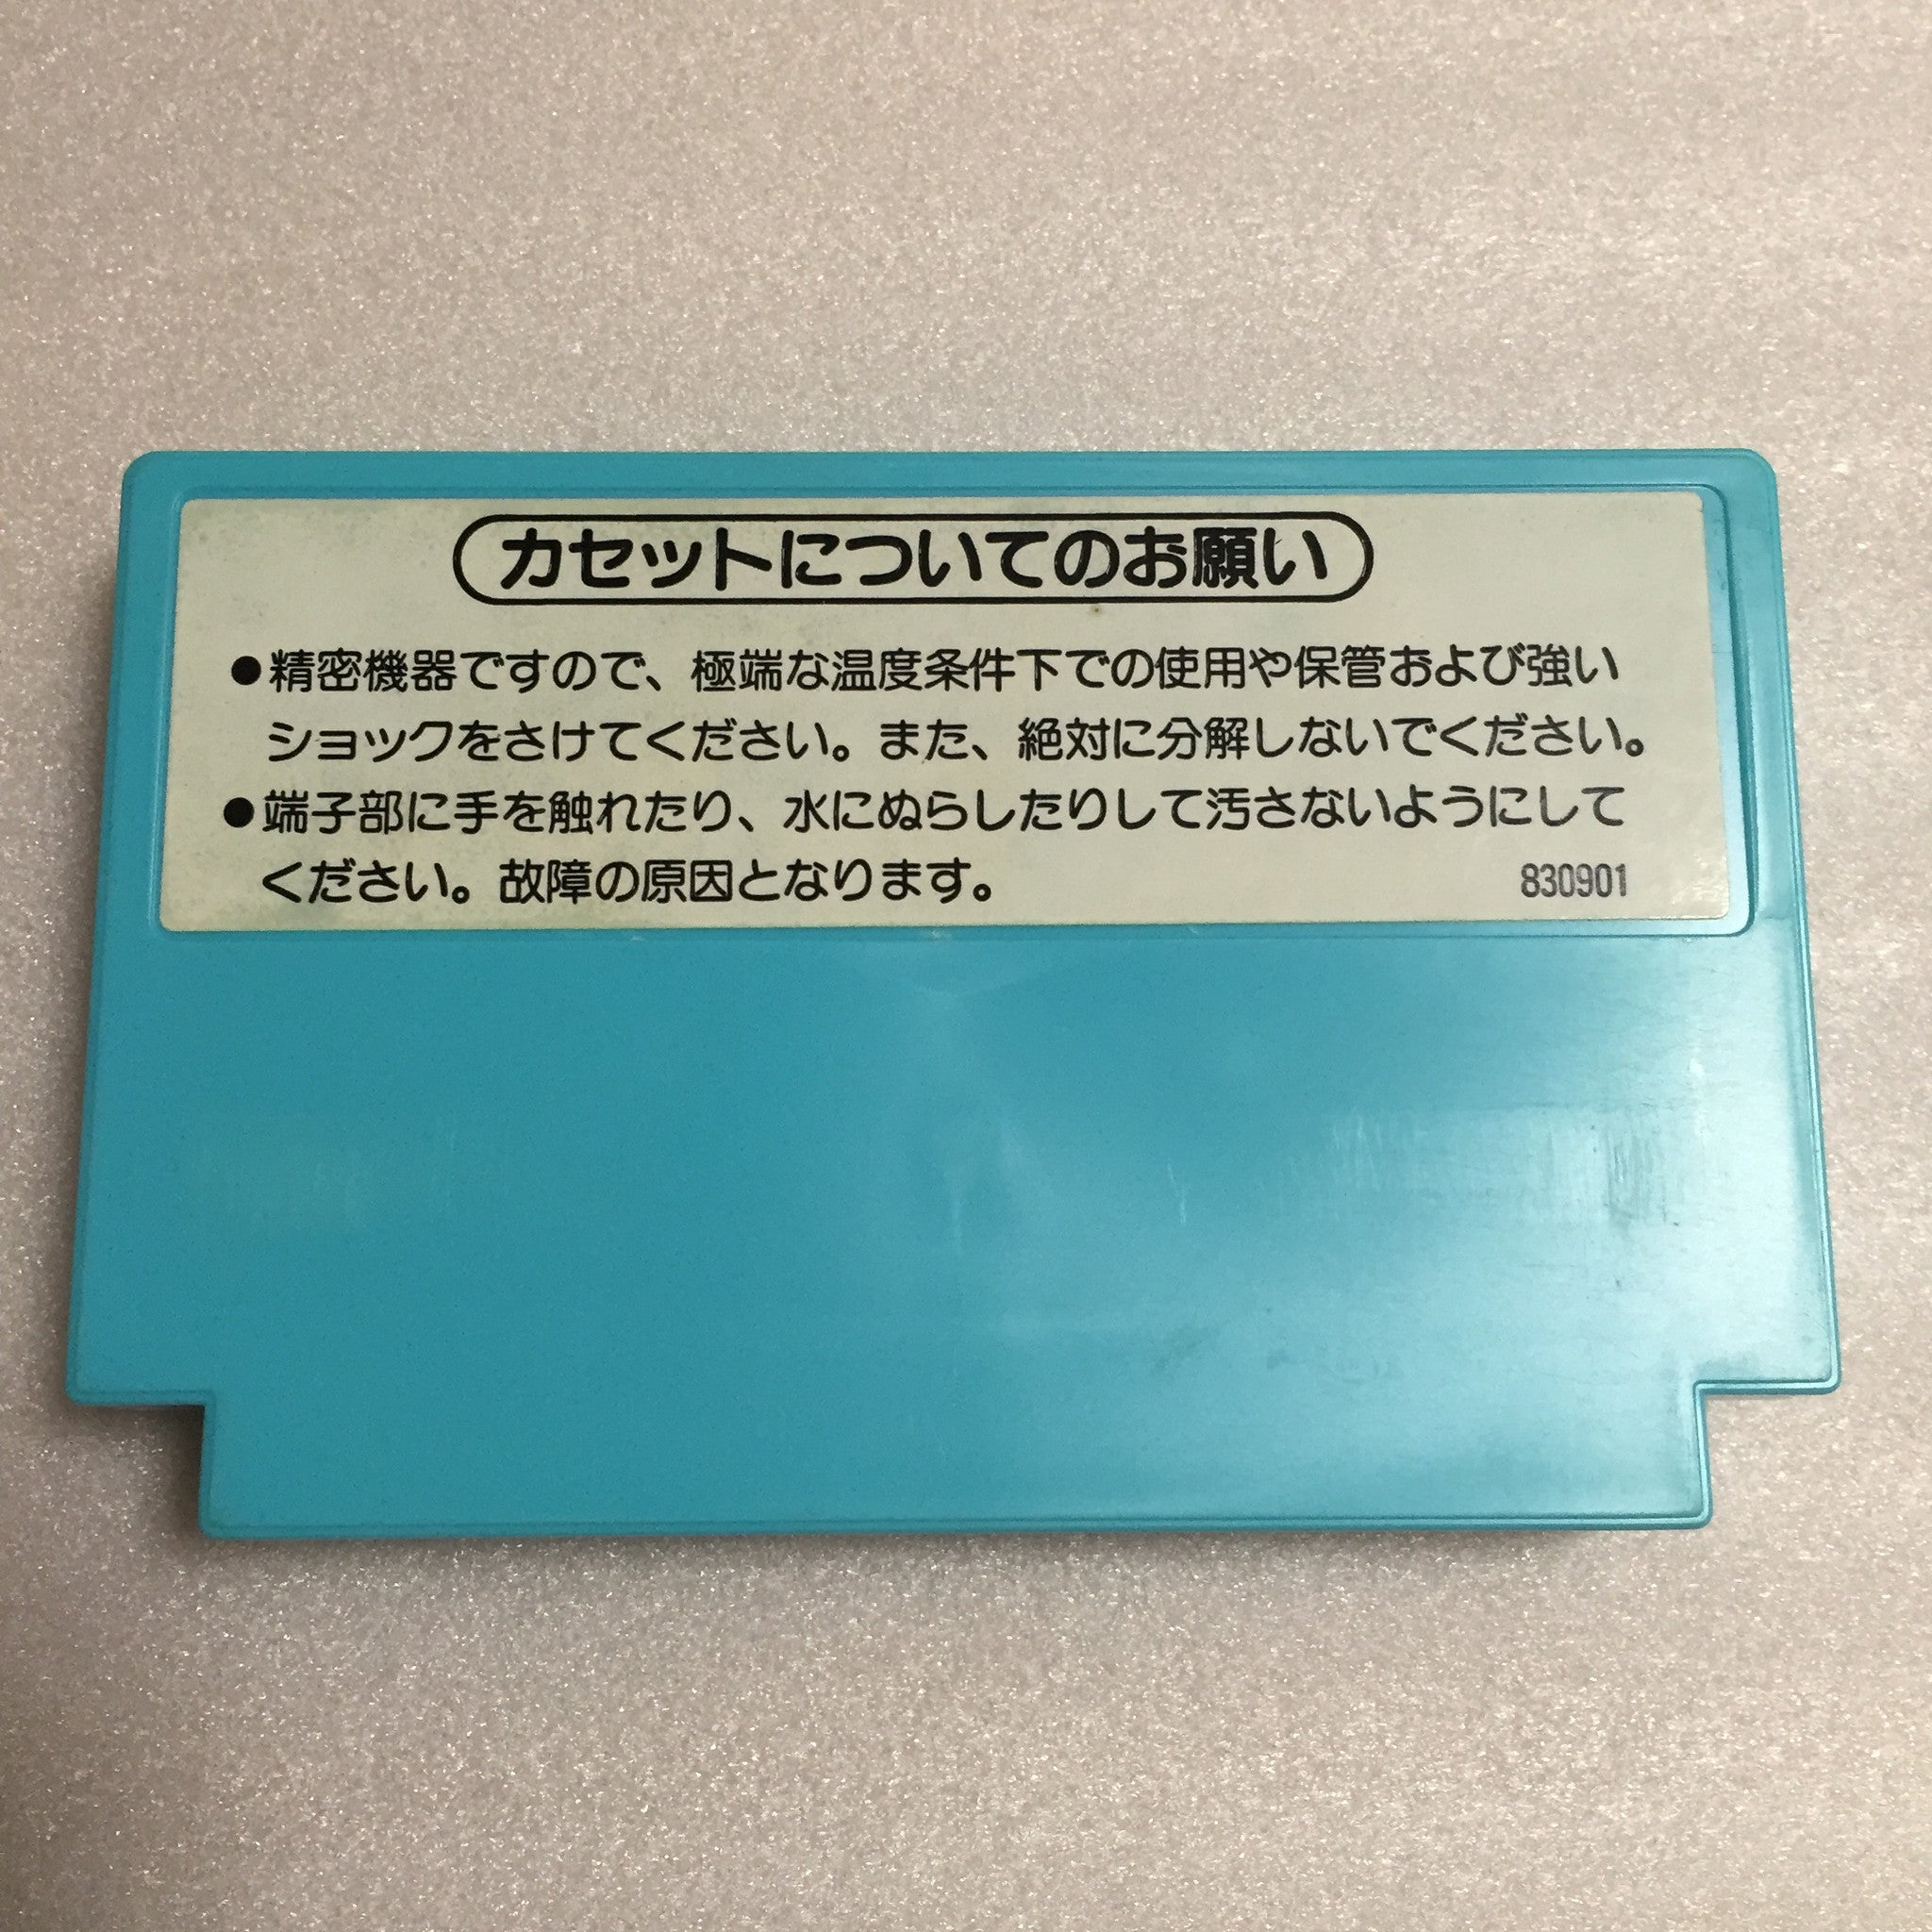 カセットについてのお願い
●精密機器ですので、極端な温度条件下での使用や保管および強い
ショックをさけてください。また、絶対に分解しないでください。
●端子部に手を触れたり、水にぬらしたりして汚さないようにして
ください。故障の原因となります。
830901